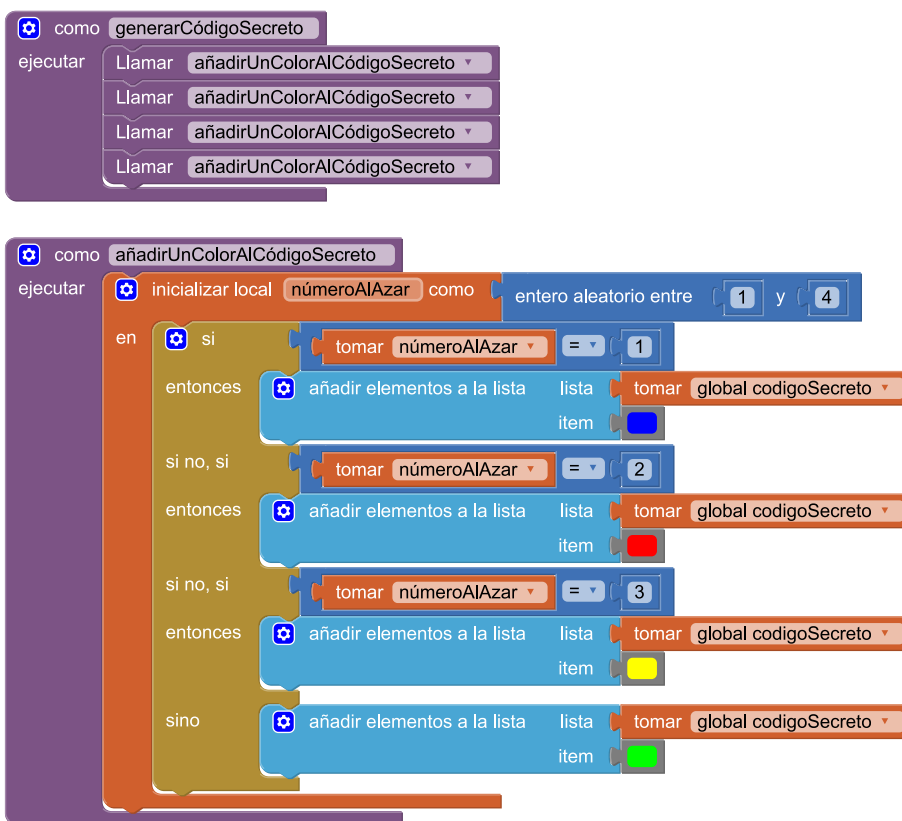 como generarCódigoSecreto
ejecutar Llamar añadirUnColorAlCódigoSecreto
Llamar añadirUnColorAlCódigoSecreto
Llamar añadirUnColorAlCódigoSecreto
Llamar añadirUnColorAlCódigoSecreto
como añadirUnColorAlCódigoSecreto
ejecutar inicializar local númeroAlAzar como entero aleatorio entre 1 y 4
en si tomar númeroAlAzar = 1
entonces añadir elementos a la lista lista tomar global codigoSecreto
item
si no, si tomar númeroAlAzar = 2
entonces añadir elementos a la lista lista tomar global codigoSecreto
item
si no, si tomar númeroAlAzar = 3
entonces añadir elementos a la lista lista tomar global codigoSecreto
item
sino añadir elementos a la lista lista tomar global codigoSecreto
item